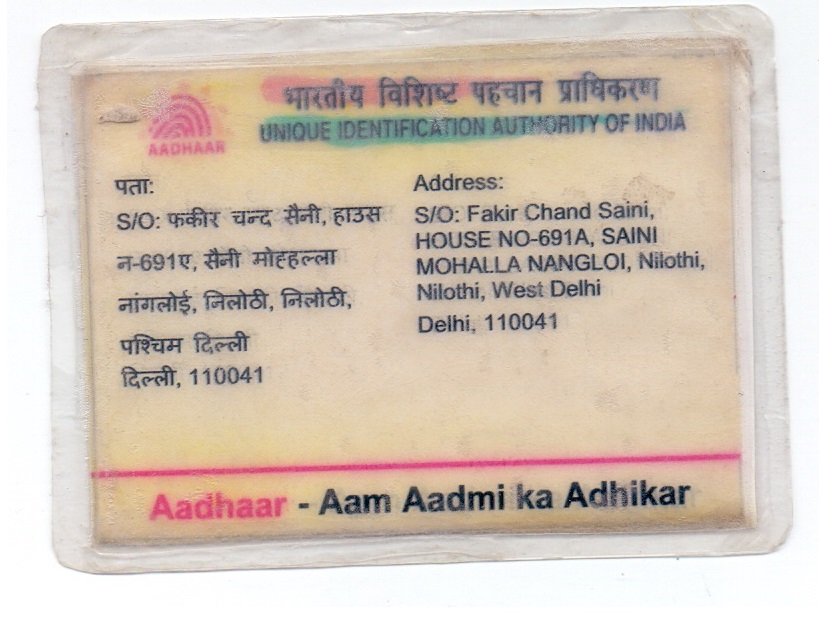 भारतीय विशिष्ट पहचान प्राधिकरण
UNIQUE IDENTIFICATION AUTHORITY OF INDIA
AADHAAR
पता:
S/O: फकीर चन्द सैनी, हाउस
न-691ए, सैनी मोह्हल्ला
नांगलोई, निलोठी, निलोठी,
पश्चिम दिल्ली
दिल्ली, 110041
Address:
S/O: Fakir Chand Saini,
HOUSE NO-691A, SAINI
MOHALLA NANGLOI, Nilothi,
Nilothi, West Delhi
Delhi, 110041
Aadhaar - Aam Aadmi ka Adhikar